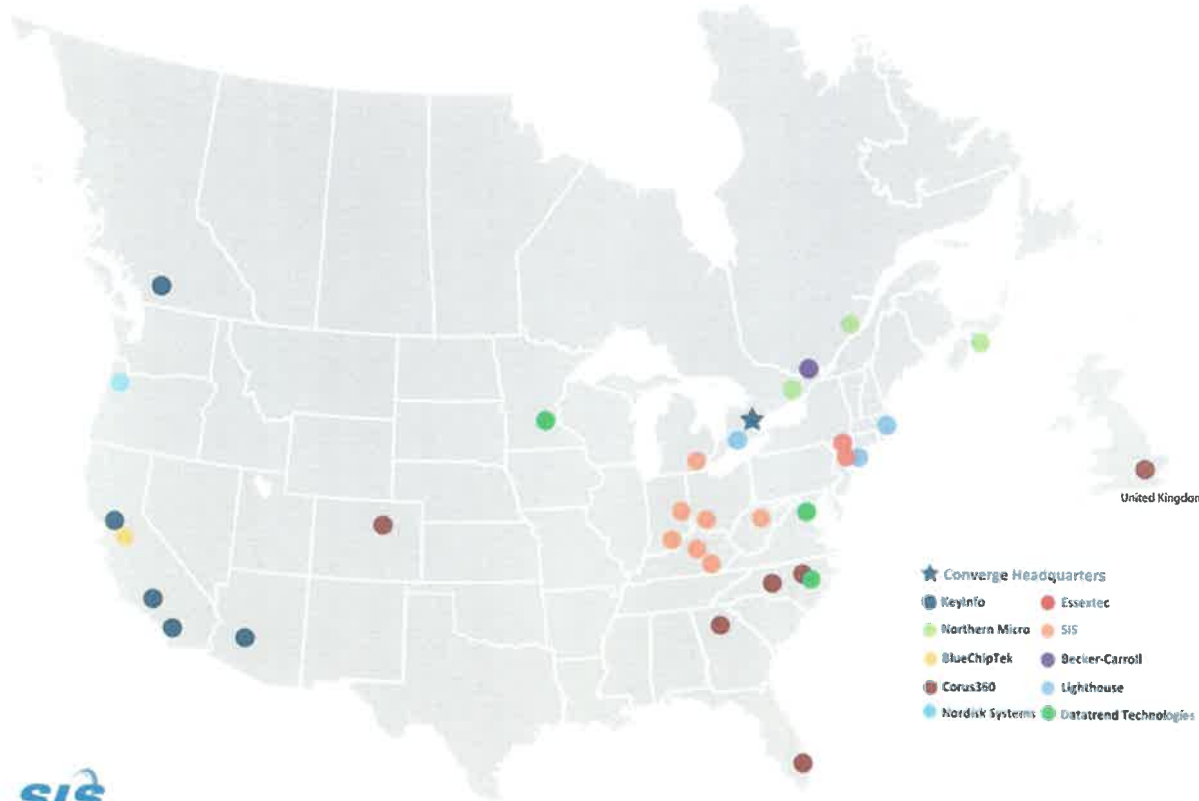 United Kingdom
Converge Headquarters
KeyInfo
Essextec
Northern Micro
SIS
BlueChipTek
Becker-Carroll
Corus360
Lighthouse
Nordisk Systems
Datatrend Technologies
SIS